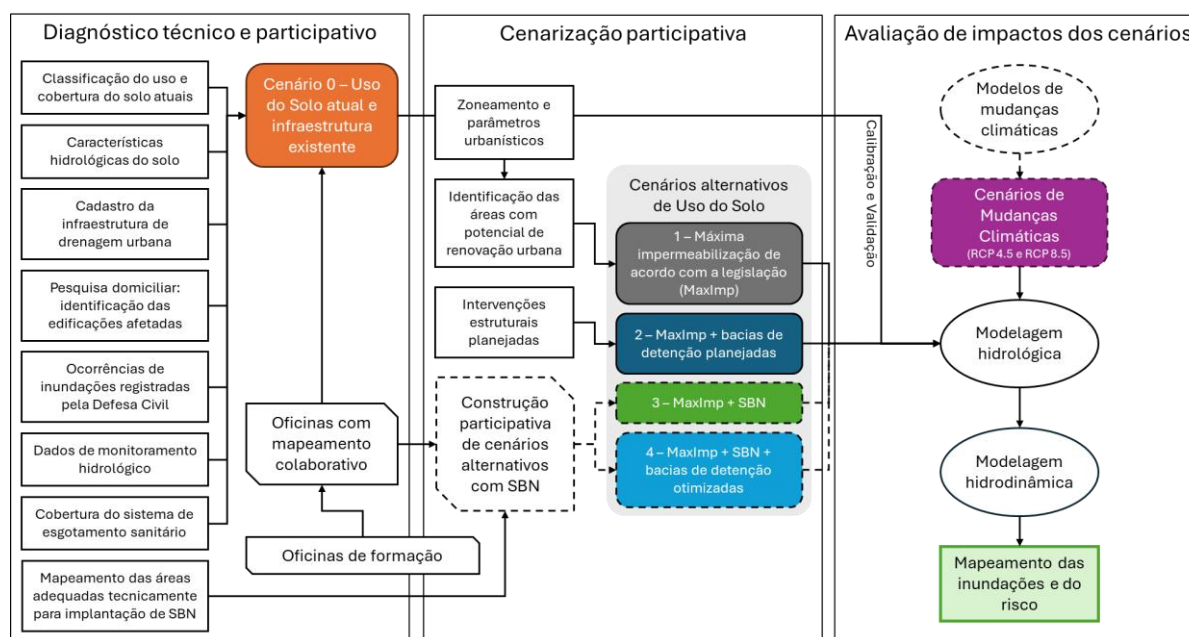 Diagnóstico técnico e participativo
Classificação do uso e
cobertura do solo atuais
Características
hidrológicas do solo
Cadastro da
infraestrutura de
drenagem urbana
Pesquisa domiciliar:
identificação das
edificações afetadas
Ocorrências de
inundações registradas
pela Defesa Civil
Dados de monitoramento
hidrológico
Cobertura do sistema de
esgotamento sanitário
Mapeamento das áreas
adequadas tecnicamente
para implantação de SBN
Cenário 0 – Uso
do Solo atual e
infraestrutura
existente
Oficinas com
mapeamento
colaborativo
Oficinas de formação
Cenarização participativa
Zoneamento e
parâmetros
urbanísticos
Identificação das
áreas com
potencial de
renovação urbana
Intervenções
estruturais
planejadas
Construção
participativa
de cenários
alternativos
com SBN
Cenários alternativos
de Uso do Solo
1 – Máxima
impermeabilização de
acordo com a legislação
(MaxImp)
2 – MaxImp + bacias de
detenção planejadas
3 – MaxImp + SBN
4 – MaxImp + SBN +
bacias de detenção
otimizadas
Avaliação de impactos dos cenários
Calibração e Validação
Modelos de
mudanças
climáticas
Cenários de
Mudanças
Climáticas
(RCP 4.5 e RCP 8.5)
Modelagem
hidrológica
Modelagem
hidrodinâmica
Mapeamento das
inundações e do
risco